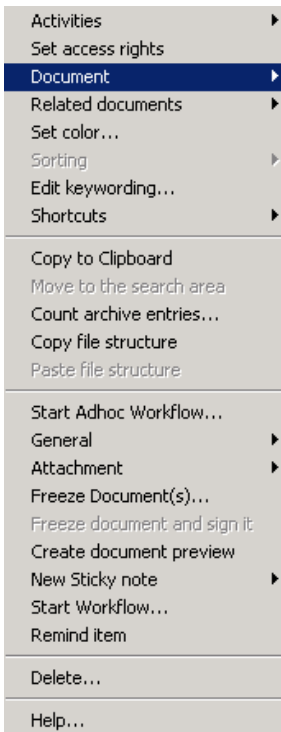 Activities
Set access rights
Document
Related documents
Set color...
Sorting
Edit keywording...
Shortcuts
Copy to Clipboard
Move to the search area
Count archive entries...
Copy file structure
Paste file structure
Start Adhoc Workflow...
General
Attachment
Freeze Document(s)...
Freeze document and sign it
Create document preview
New Sticky note
Start Workflow...
Remind item
Delete...
Help...